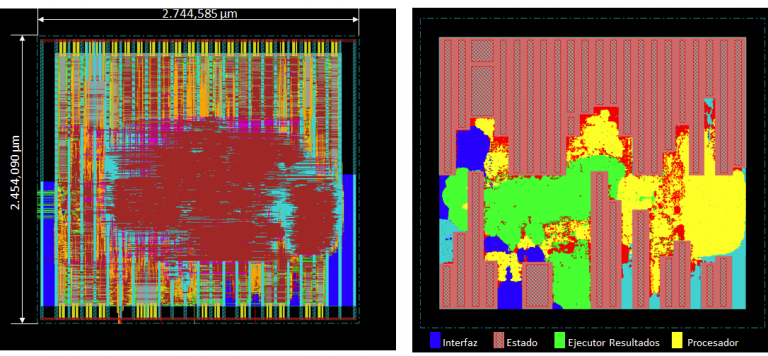 2.744,585 µm
2.454,090 µm
Interfaz
Estado
Ejecutor Resultados
Procesador